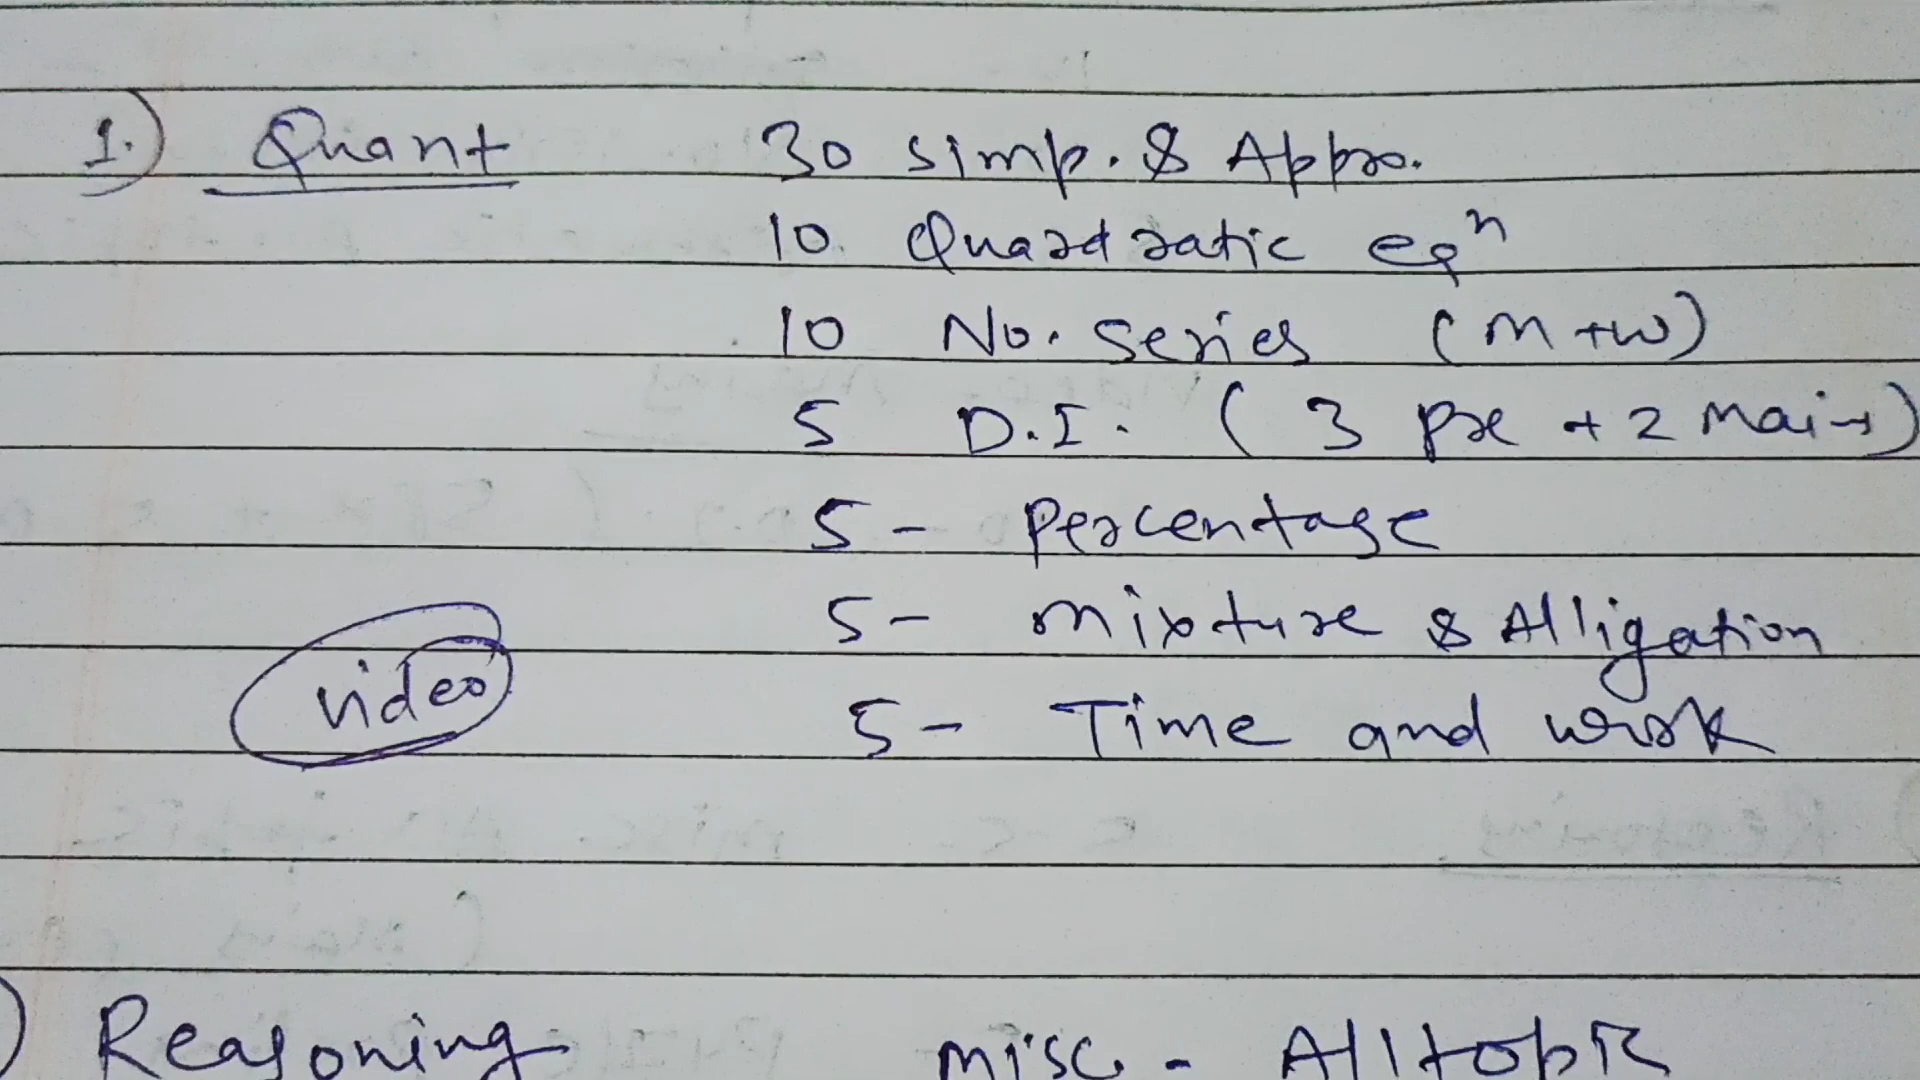 1.) Quant 30 Simp. & Appro.
10 Quadratic eqⁿ
10 No. Series (M+W)
5 D.I. (3 pre + 2 Main)
5 - Percentage
5 - Mixture & Alligation
video
5 - Time and work
) Reasoning misc - All topic